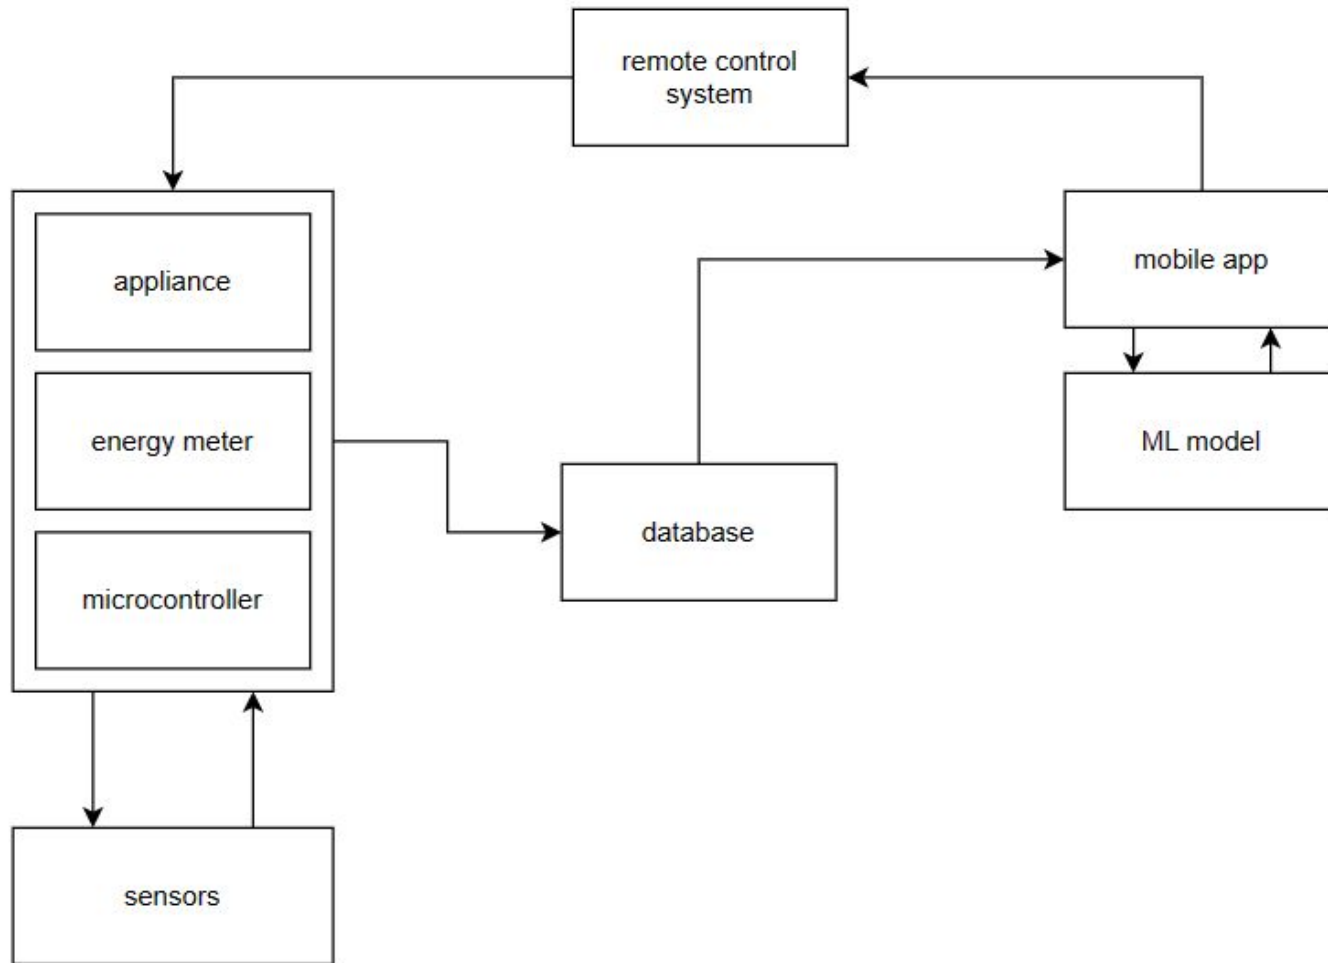 remote control
system
appliance
mobile app
energy meter
ML model
database
microcontroller
sensors